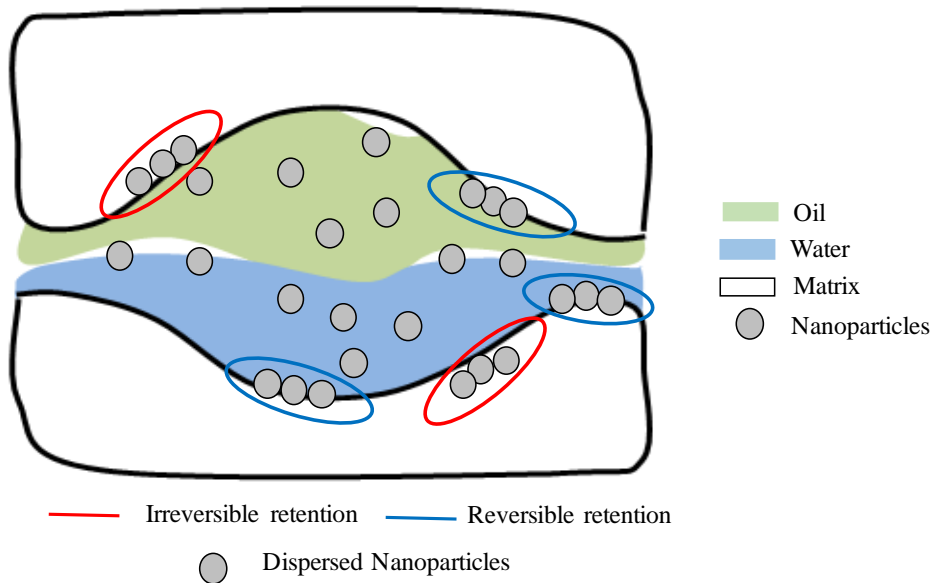 Oil
Water
Matrix
Nanoparticles
Irreversible retention
Reversible retention
Dispersed Nanoparticles